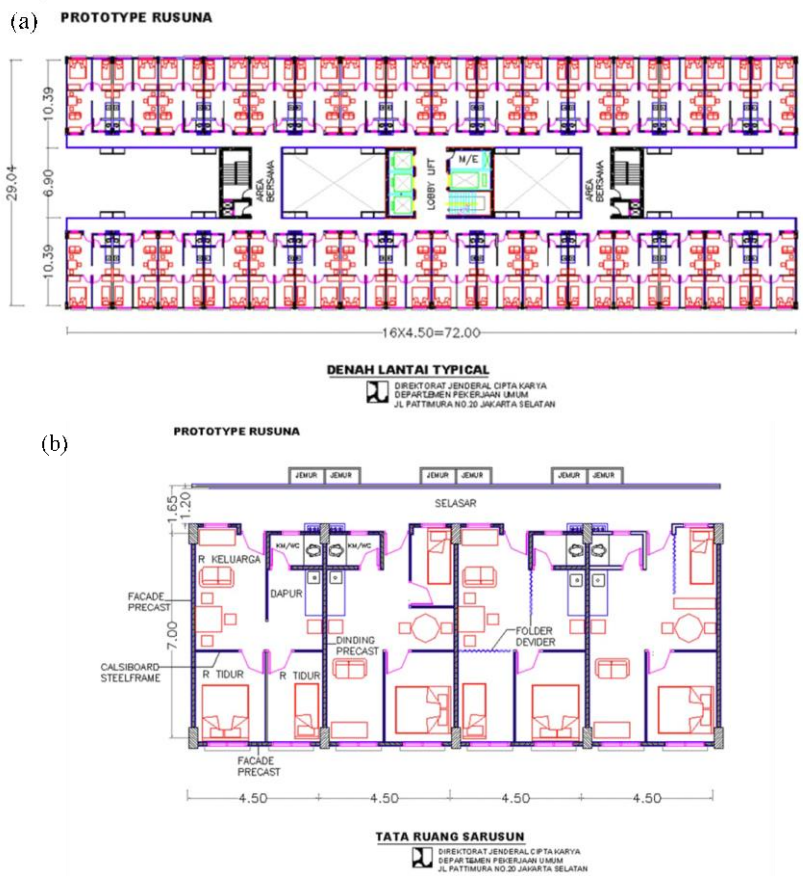 (a)
PROTOTYPE RUSUNA
10.39
29.04
6.90
10.39
AREA
BERSAMA
LOBBY LIFT
M/E
AREA
BERSAMA
16X4.50=72.00
DENAH LANTAI TYPICAL
DIREKTORAT JENDERAL CIPTA KARYA
DEPARTEMEN PEKERJAAN UMUM
JL PATTIMURA NO.20 JAKARTA SELATAN
(b)
PROTOTYPE RUSUNA
JEMUR JEMUR JEMUR JEMUR JEMUR JEMUR
SELASAR
1.65
1.20
KM/WC
KM/WC
R KELUARGA
DAPUR
FACADE
PRECAST
7.00
DINDING
PRECAST
FOLDER
DEVIDER
CALSIBOARD
STEELFRAME
R TIDUR
R TIDUR
FACADE
PRECAST
4.50 4.50 4.50 4.50
TATA RUANG SARUSUN
DIREKTORAT JENDERAL CIPTA KARYA
DEPARTEMEN PEKERJAAN UMUM
JL PATTIMURA NO.20 JAKARTA SELATAN